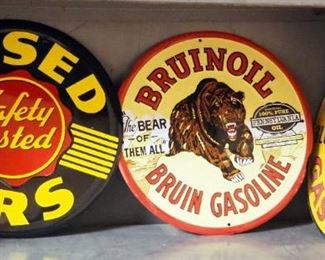 SED
Safety
sted
RS
BRUINOIL
"The BEAR
OF
THEM ALL"
100% PURE
PENNSYLVANIA
OIL
BRUIN GASOLINE